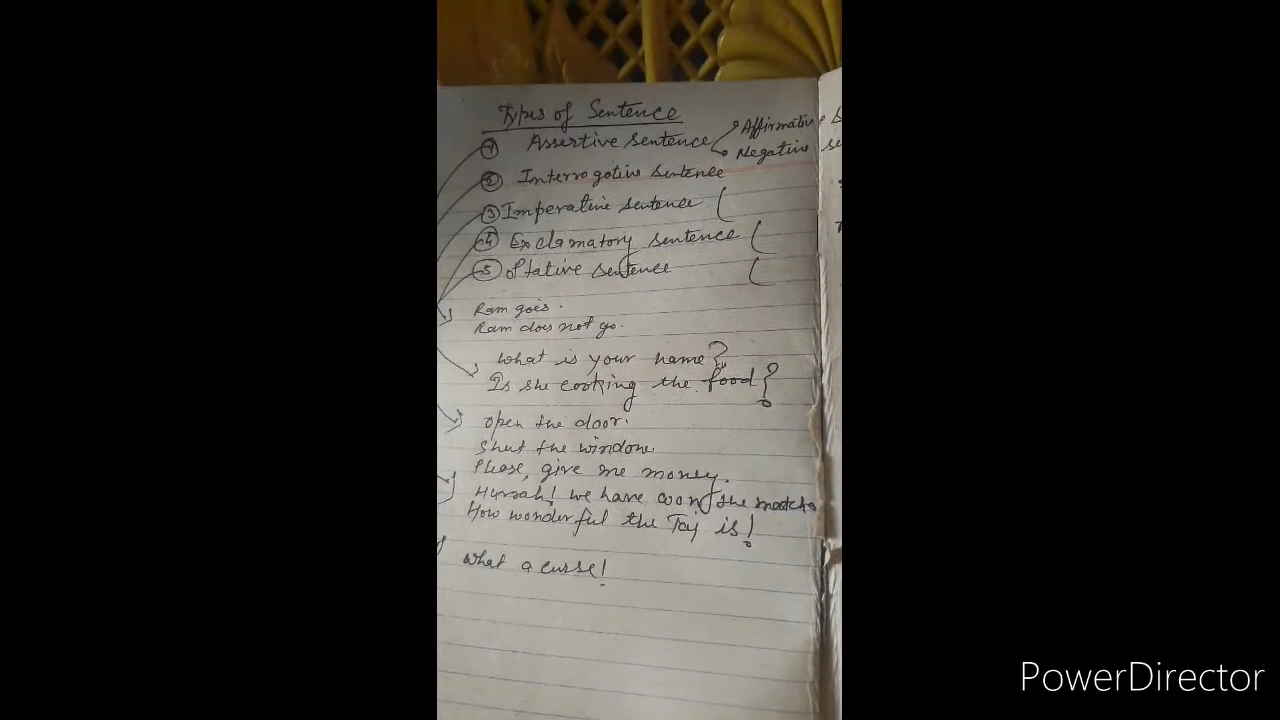 Types of Sentence
1 Assertive sentence
Affirmative S
Negative se
2 Interrogative sentence
3 Imperative sentence (
4 Exclamatory sentence (
5 Optative sentence (
Ram goes.
Ram does not go.
What is your name?
Is she cooking the food?
Open the door.
Shut the window.
Please, give me money.
Hurrah! we have won the match
How wonderful the Taj is!
What a curse!
PowerDirector